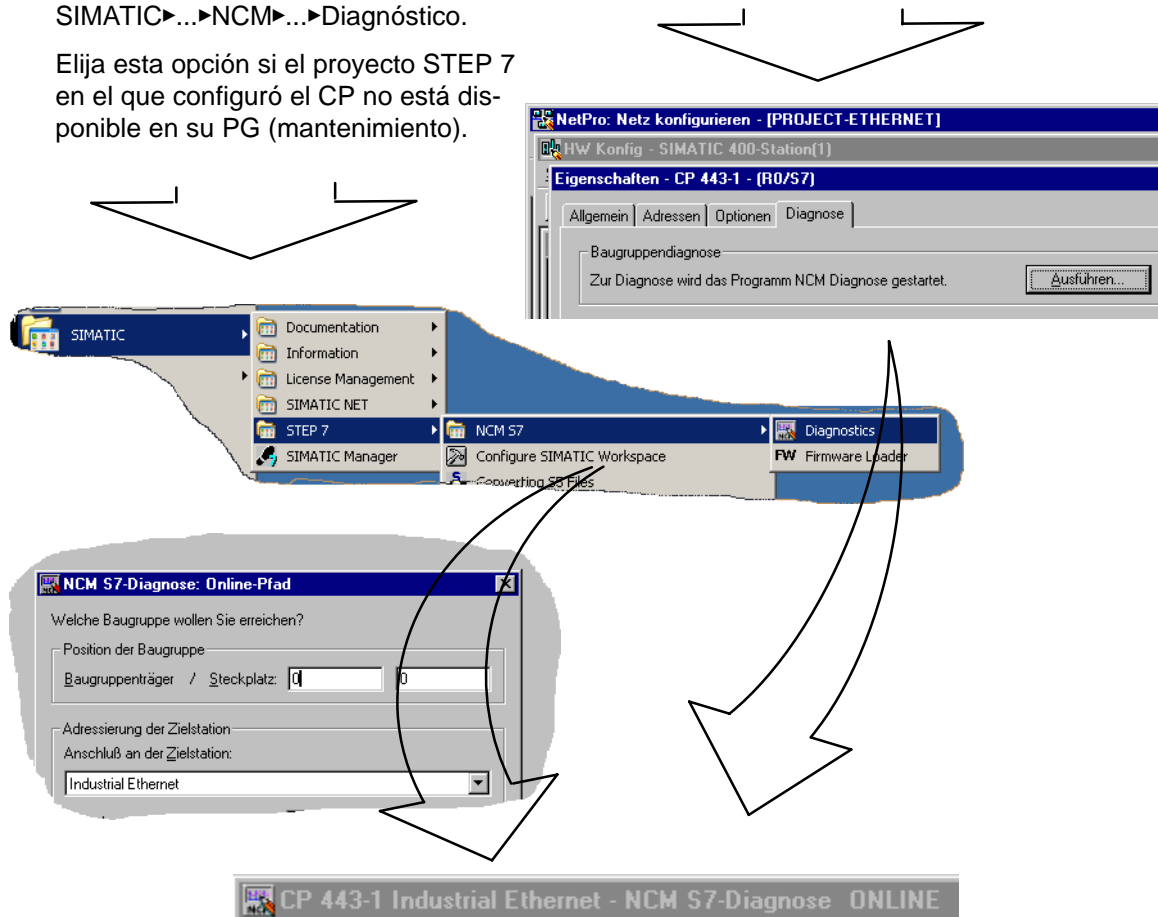 SIMATIC▶...▶NCM▶...▶Diagnóstico.
Elija esta opción si el proyecto STEP 7
en el que configuró el CP no está dis-
ponible en su PG (mantenimiento).
NetPro: Netz konfigurieren - [PROJECT-ETHERNET]
HW Konfig - SIMATIC 400-Station(1)
Eigenschaften - CP 443-1 - (R0/S7)
Allgemein Adressen Optionen Diagnose
Baugruppendiagnose
Zur Diagnose wird das Programm NCM Diagnose gestartet. Ausführen...
SIMATIC
Documentation
Information
License Management
SIMATIC NET
STEP 7
SIMATIC Manager
NCM S7
Configure SIMATIC Workspace
Converting S5 Files
Diagnostics
FW Firmware Loader
NCM S7-Diagnose: Online-Pfad
Welche Baugruppe wollen Sie erreichen?
Position der Baugruppe
Baugruppenträger / Steckplatz: 0 0
Adressierung der Zielstation
Anschluß an der Zielstation:
Industrial Ethernet
CP 443-1 Industrial Ethernet - NCM S7-Diagnose ONLINE